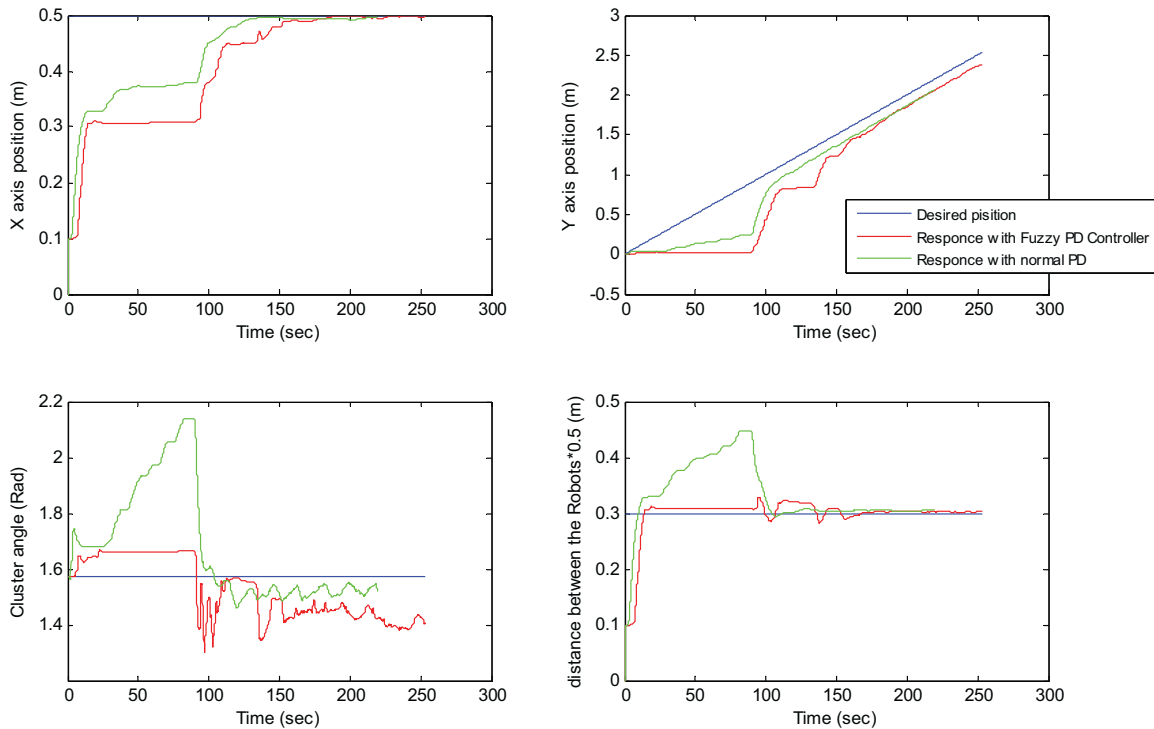 0.5
0.4
0.3
0.2
0.1
0
X axis position (m)
0 50 100 150 200 250 300
Time (sec)
3
2.5
2
1.5
1
0.5
0
-0.5
Y axis position (m)
0 50 100 150 200 250 300
Time (sec)
Desired pisition
Responce with Fuzzy PD Controller
Responce with normal PD
2.2
2
1.8
1.6
1.4
Cluster angle (Rad)
0 50 100 150 200 250 300
Time (sec)
0.5
0.4
0.3
0.2
0.1
0
distance between the Robots*0.5 (m)
0 50 100 150 200 250 300
Time (sec)